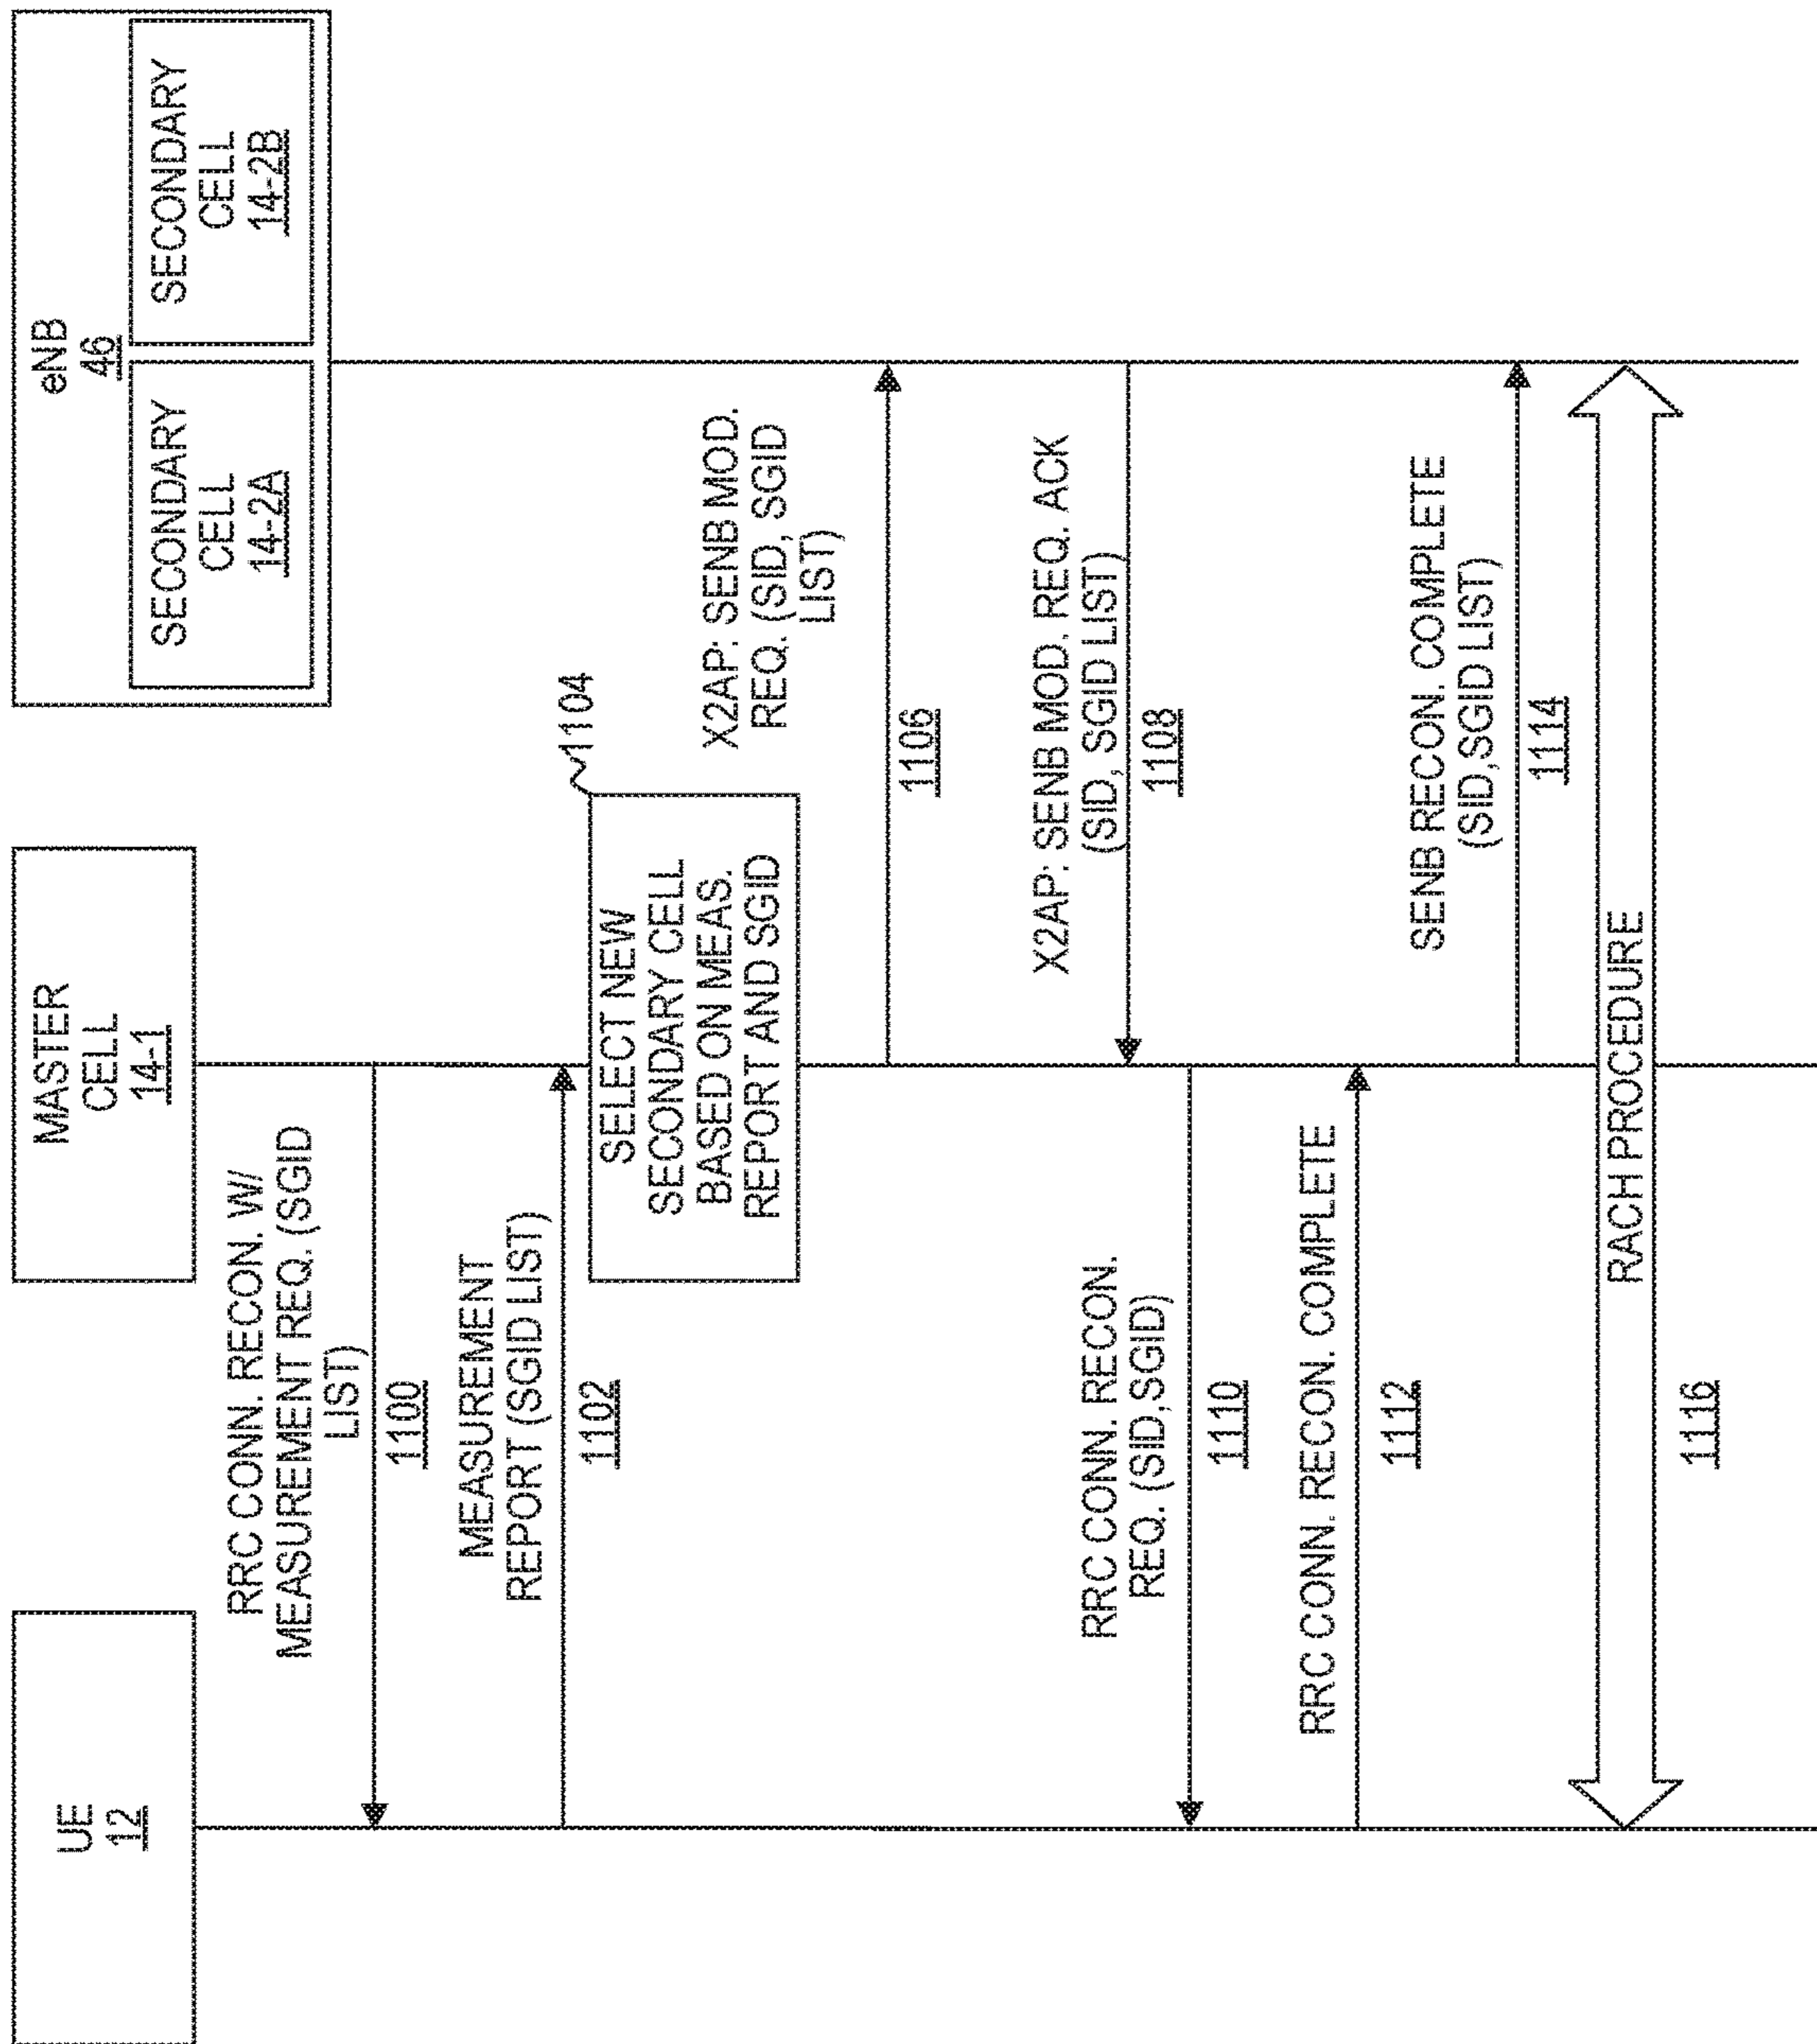 UE
12
MASTER
CELL
14-1
eNB
46
SECONDARY
CELL
14-2A
SECONDARY
CELL
14-2B
RRC CONN. RECON. W/
MEASUREMENT REQ. (SGID
LIST)
1100
MEASUREMENT
REPORT (SGID LIST)
1102
1104
SELECT NEW
SECONDARY CELL
BASED ON MEAS.
REPORT AND SGID
X2AP: SENB MOD.
REQ. (SID, SGID
LIST)
1106
X2AP: SENB MOD. REQ. ACK
(SID, SGID LIST)
1108
RRC CONN. RECON.
REQ. (SID,SGID)
1110
RRC CONN. RECON. COMPLETE
1112
SENB RECON. COMPLETE
(SID,SGID LIST)
1114
RACH PROCEDURE
1116